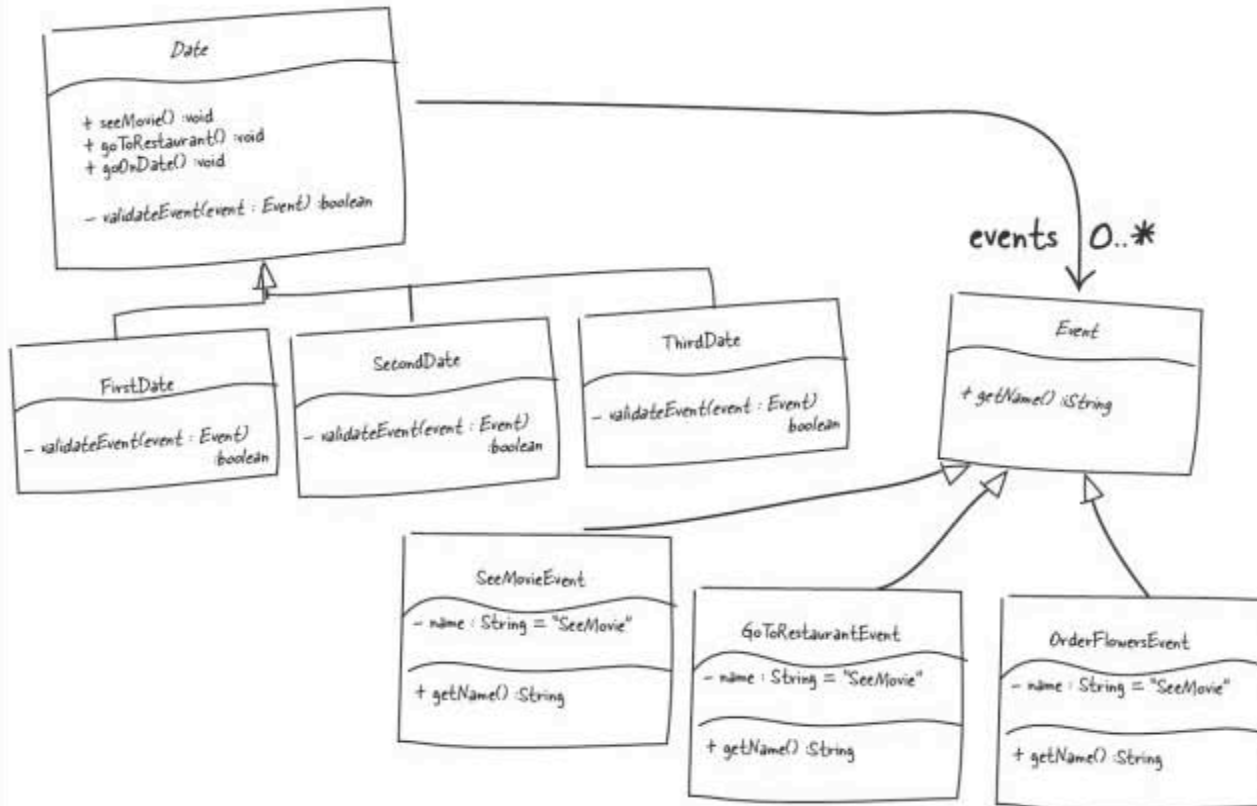 Date
+ seeMovie() :void
+ goToRestaurant() :void
+ goOnDate() :void
- validateEvent(event : Event) :boolean
events 0..*
FirstDate
- validateEvent(event : Event)
:boolean
SecondDate
- validateEvent(event : Event)
:boolean
ThirdDate
- validateEvent(event : Event)
boolean
Event
+ getName() :String
SeeMovieEvent
- name : String = "SeeMovie"
+ getName() :String
GoToRestaurantEvent
- name : String = "SeeMovie"
+ getName() :String
OrderFlowersEvent
- name : String = "SeeMovie"
+ getName() :String